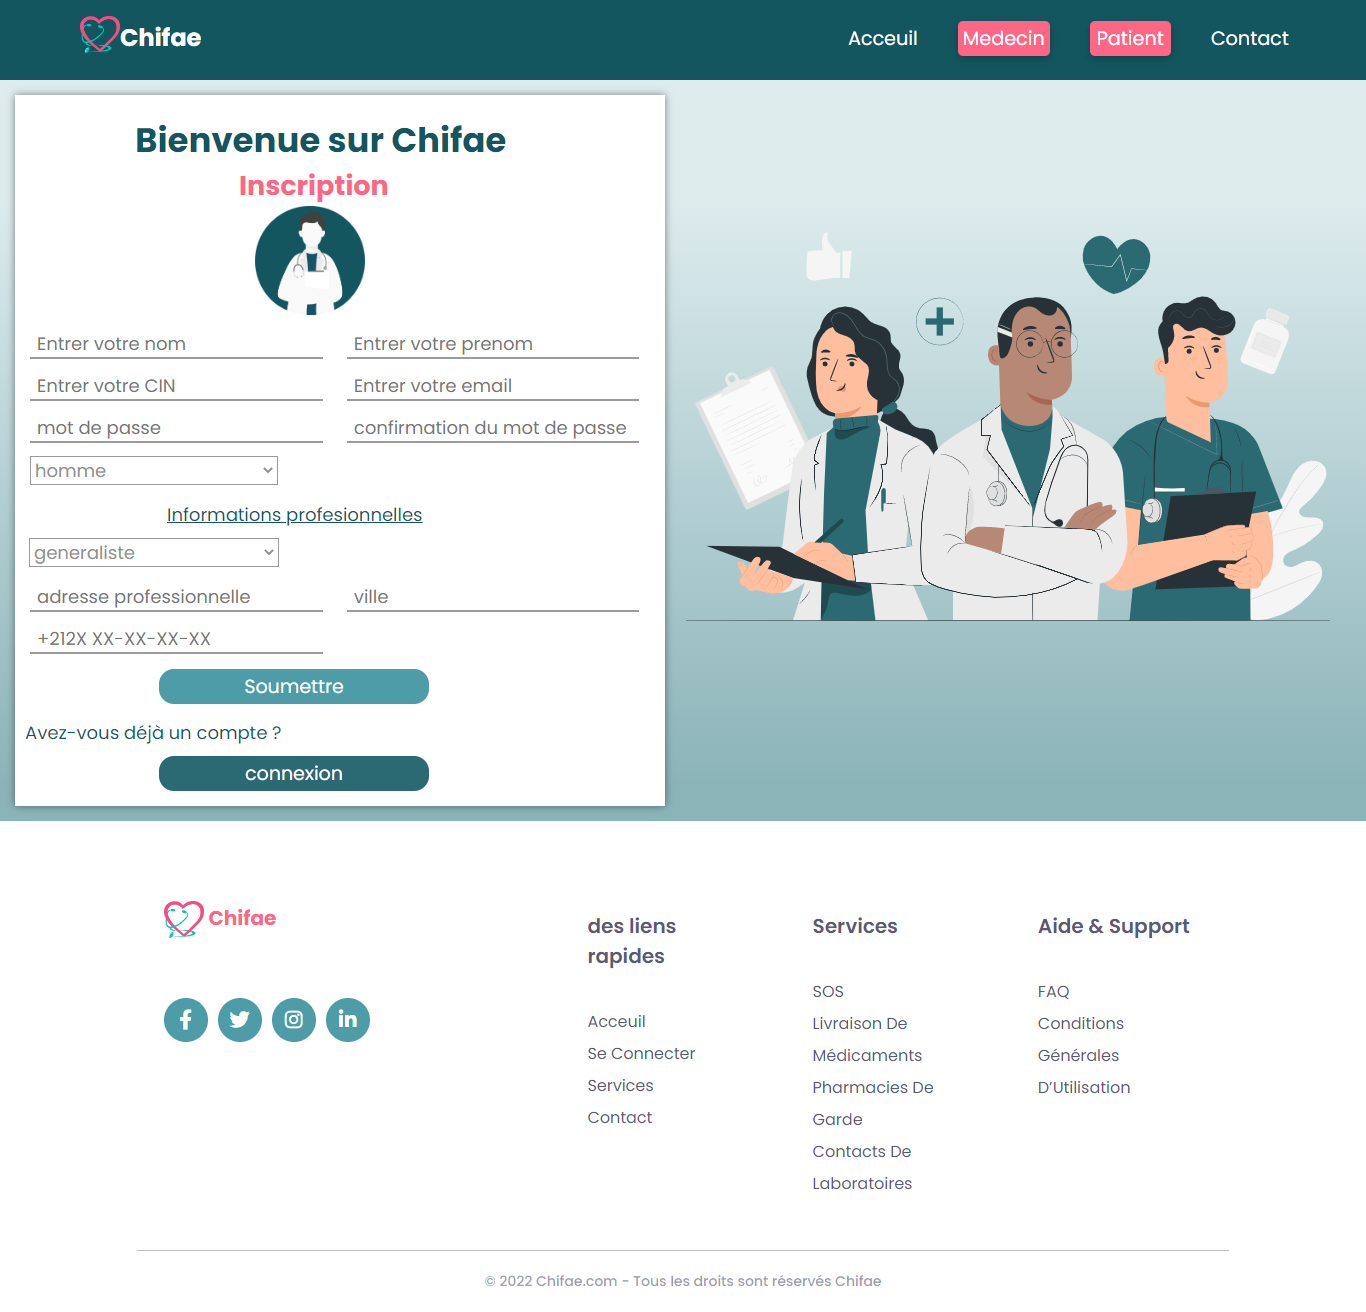 Chifae
Acceuil Medecin Patient Contact
Bienvenue sur Chifae
Inscription
Entrer votre nom Entrer votre prenom
Entrer votre CIN Entrer votre email
mot de passe confirmation du mot de passe
homme
Informations profesionnelles
generaliste
adresse professionnelle ville
+212X XX-XX-XX-XX
Soumettre
Avez-vous déjà un compte ?
connexion
Chifae
des liens
rapides
Acceuil
Se Connecter
Services
Contact
Services
SOS
Livraison De
Médicaments
Pharmacies De
Garde
Contacts De
Laboratoires
Aide & Support
FAQ
Conditions
Générales
D’Utilisation
© 2022 Chifae.com - Tous les droits sont réservés Chifae